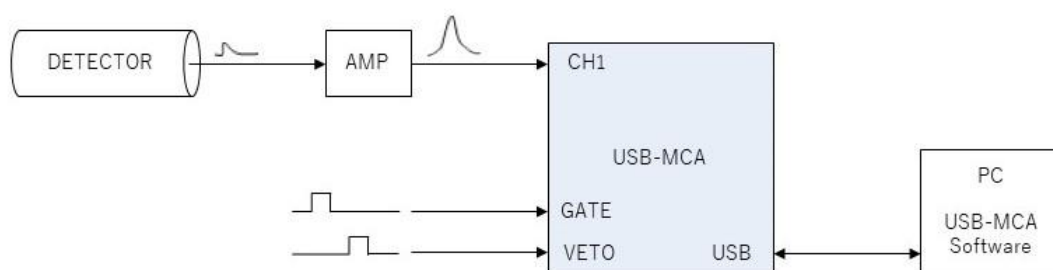 DETECTOR
AMP
CH1
USB-MCA
GATE
VETO
USB
PC
USB-MCA
Software